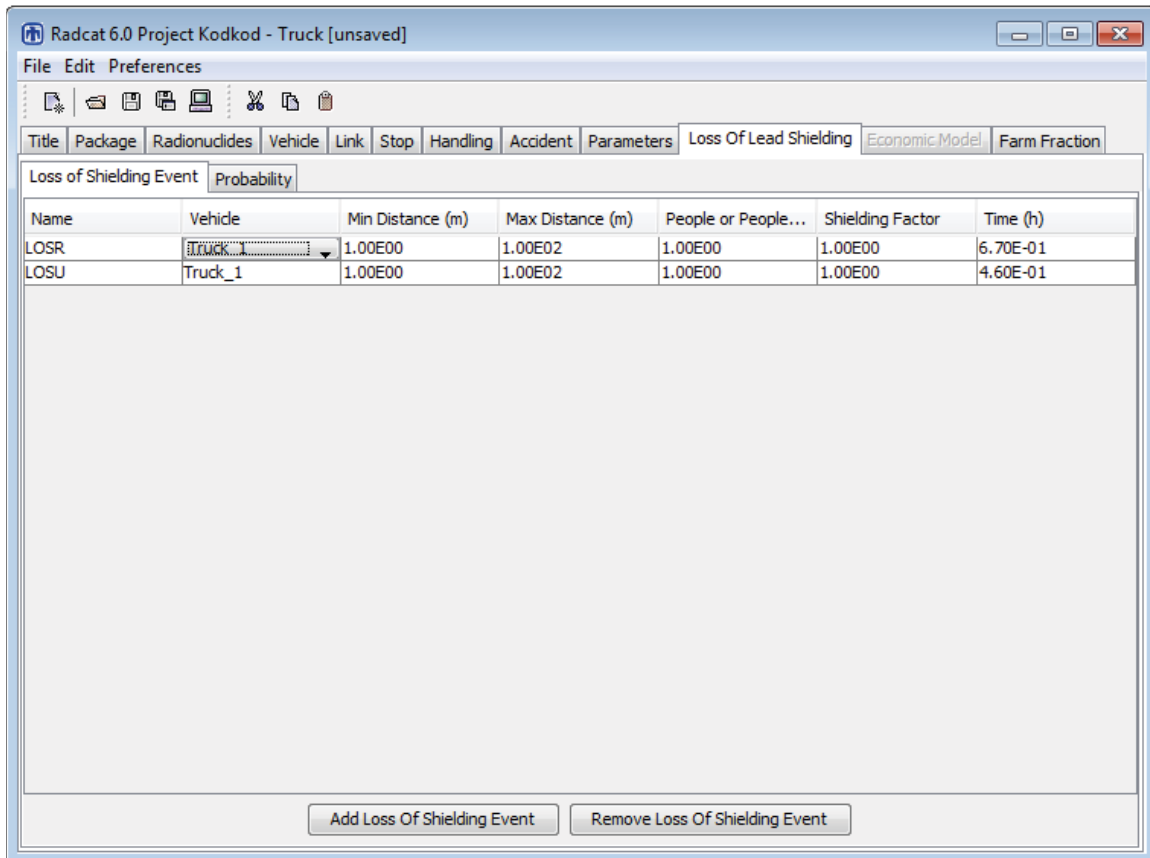 Radcat 6.0 Project Kodkod - Truck [unsaved]
File Edit Preferences
Title Package Radionuclides Vehicle Link Stop Handling Accident Parameters Loss Of Lead Shielding Economic Model Farm Fraction
Loss of Shielding Event Probability
Name Vehicle Min Distance (m) Max Distance (m) People or People... Shielding Factor Time (h)
LOSR Truck_1 1.00E00 1.00E02 1.00E00 1.00E00 6.70E-01
LOSU Truck_1 1.00E00 1.00E02 1.00E00 1.00E00 4.60E-01
Add Loss Of Shielding Event Remove Loss Of Shielding Event